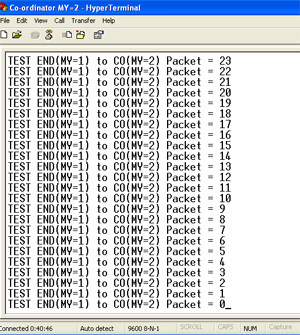 Co-ordinator MY=2 - HyperTerminal
File Edit View Call Transfer Help
TEST END(MY=1) to CO(MY=2) Packet = 23
TEST END(MY=1) to CO(MY=2) Packet = 22
TEST END(MY=1) to CO(MY=2) Packet = 21
TEST END(MY=1) to CO(MY=2) Packet = 20
TEST END(MY=1) to CO(MY=2) Packet = 19
TEST END(MY=1) to CO(MY=2) Packet = 18
TEST END(MY=1) to CO(MY=2) Packet = 17
TEST END(MY=1) to CO(MY=2) Packet = 16
TEST END(MY=1) to CO(MY=2) Packet = 15
TEST END(MY=1) to CO(MY=2) Packet = 14
TEST END(MY=1) to CO(MY=2) Packet = 13
TEST END(MY=1) to CO(MY=2) Packet = 12
TEST END(MY=1) to CO(MY=2) Packet = 11
TEST END(MY=1) to CO(MY=2) Packet = 10
TEST END(MY=1) to CO(MY=2) Packet = 9
TEST END(MY=1) to CO(MY=2) Packet = 8
TEST END(MY=1) to CO(MY=2) Packet = 7
TEST END(MY=1) to CO(MY=2) Packet = 6
TEST END(MY=1) to CO(MY=2) Packet = 5
TEST END(MY=1) to CO(MY=2) Packet = 4
TEST END(MY=1) to CO(MY=2) Packet = 3
TEST END(MY=1) to CO(MY=2) Packet = 2
TEST END(MY=1) to CO(MY=2) Packet = 1
TEST END(MY=1) to CO(MY=2) Packet = 0_
Connected 0:40:46 Auto detect 9600 8-N-1 SCROLL CAPS NUM Capture